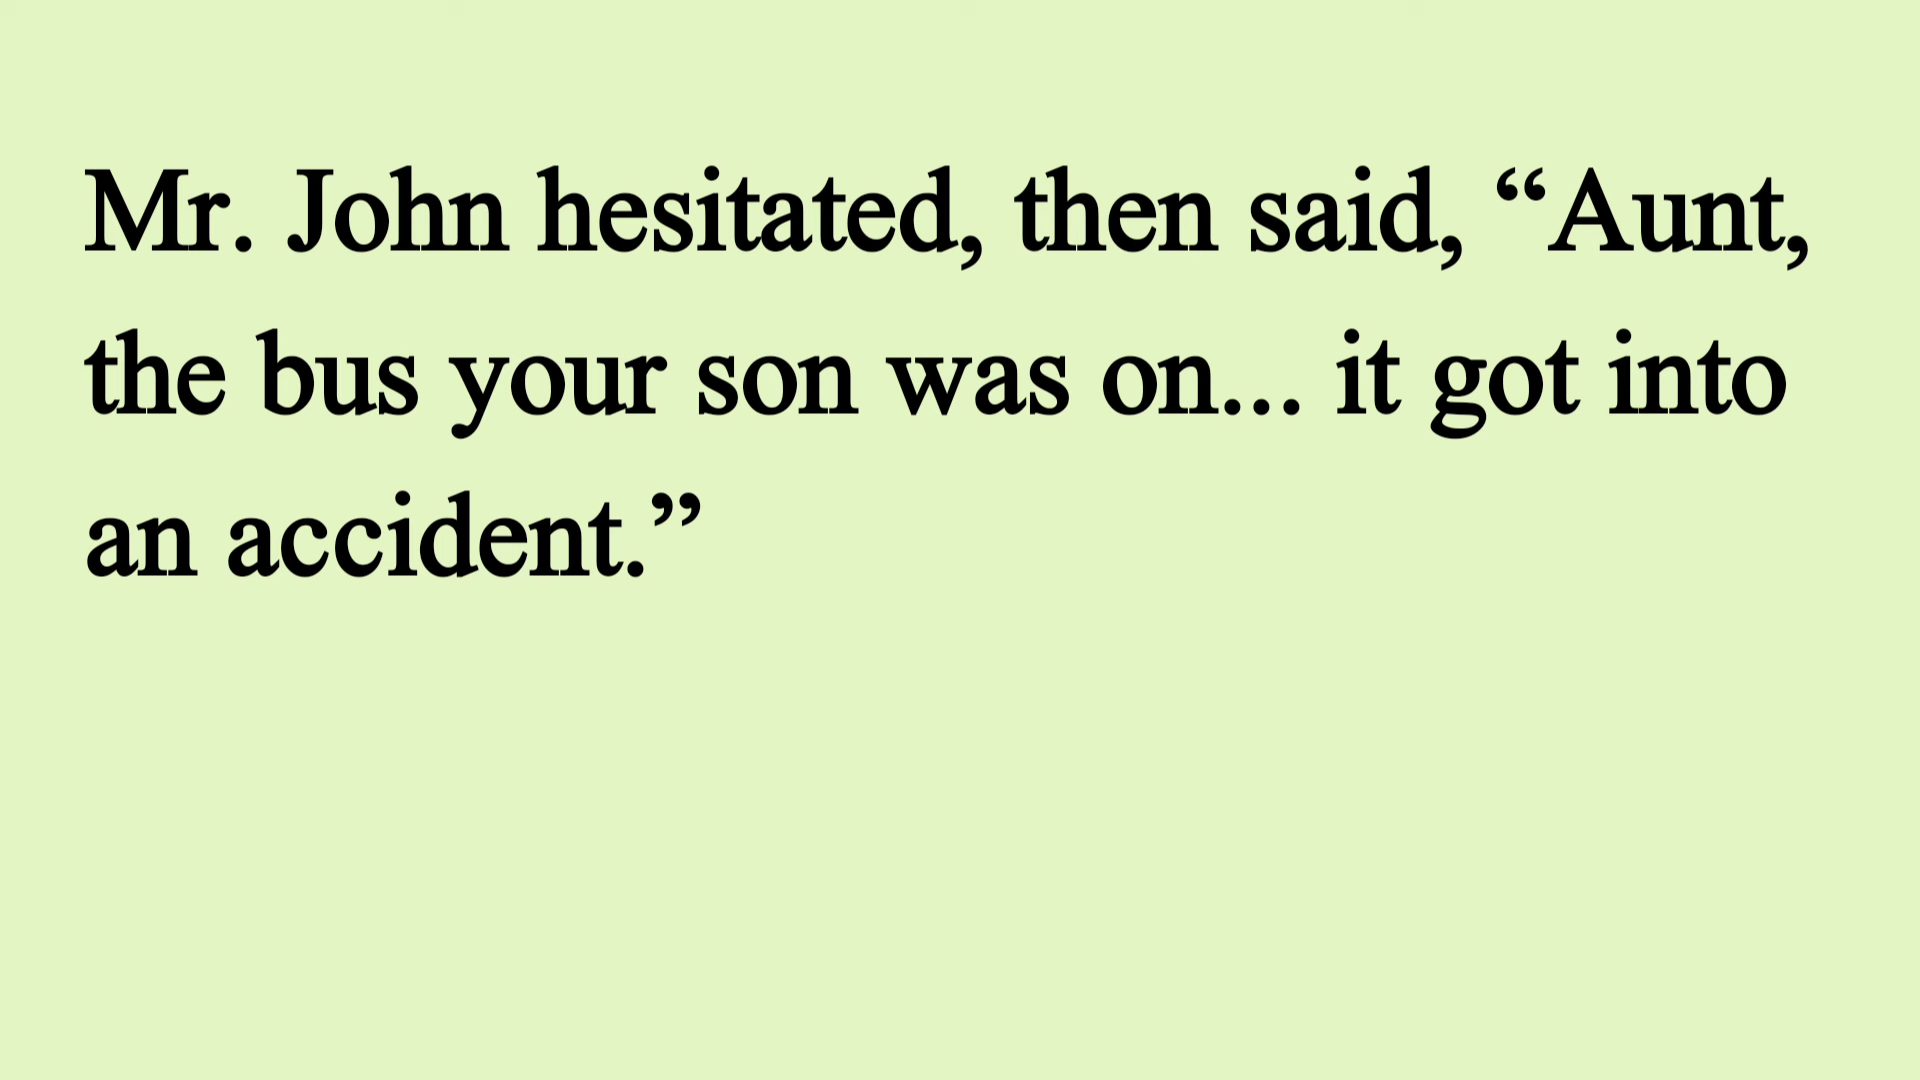 Mr. John hesitated, then said, “Aunt,
the bus your son was on... it got into
an accident.”